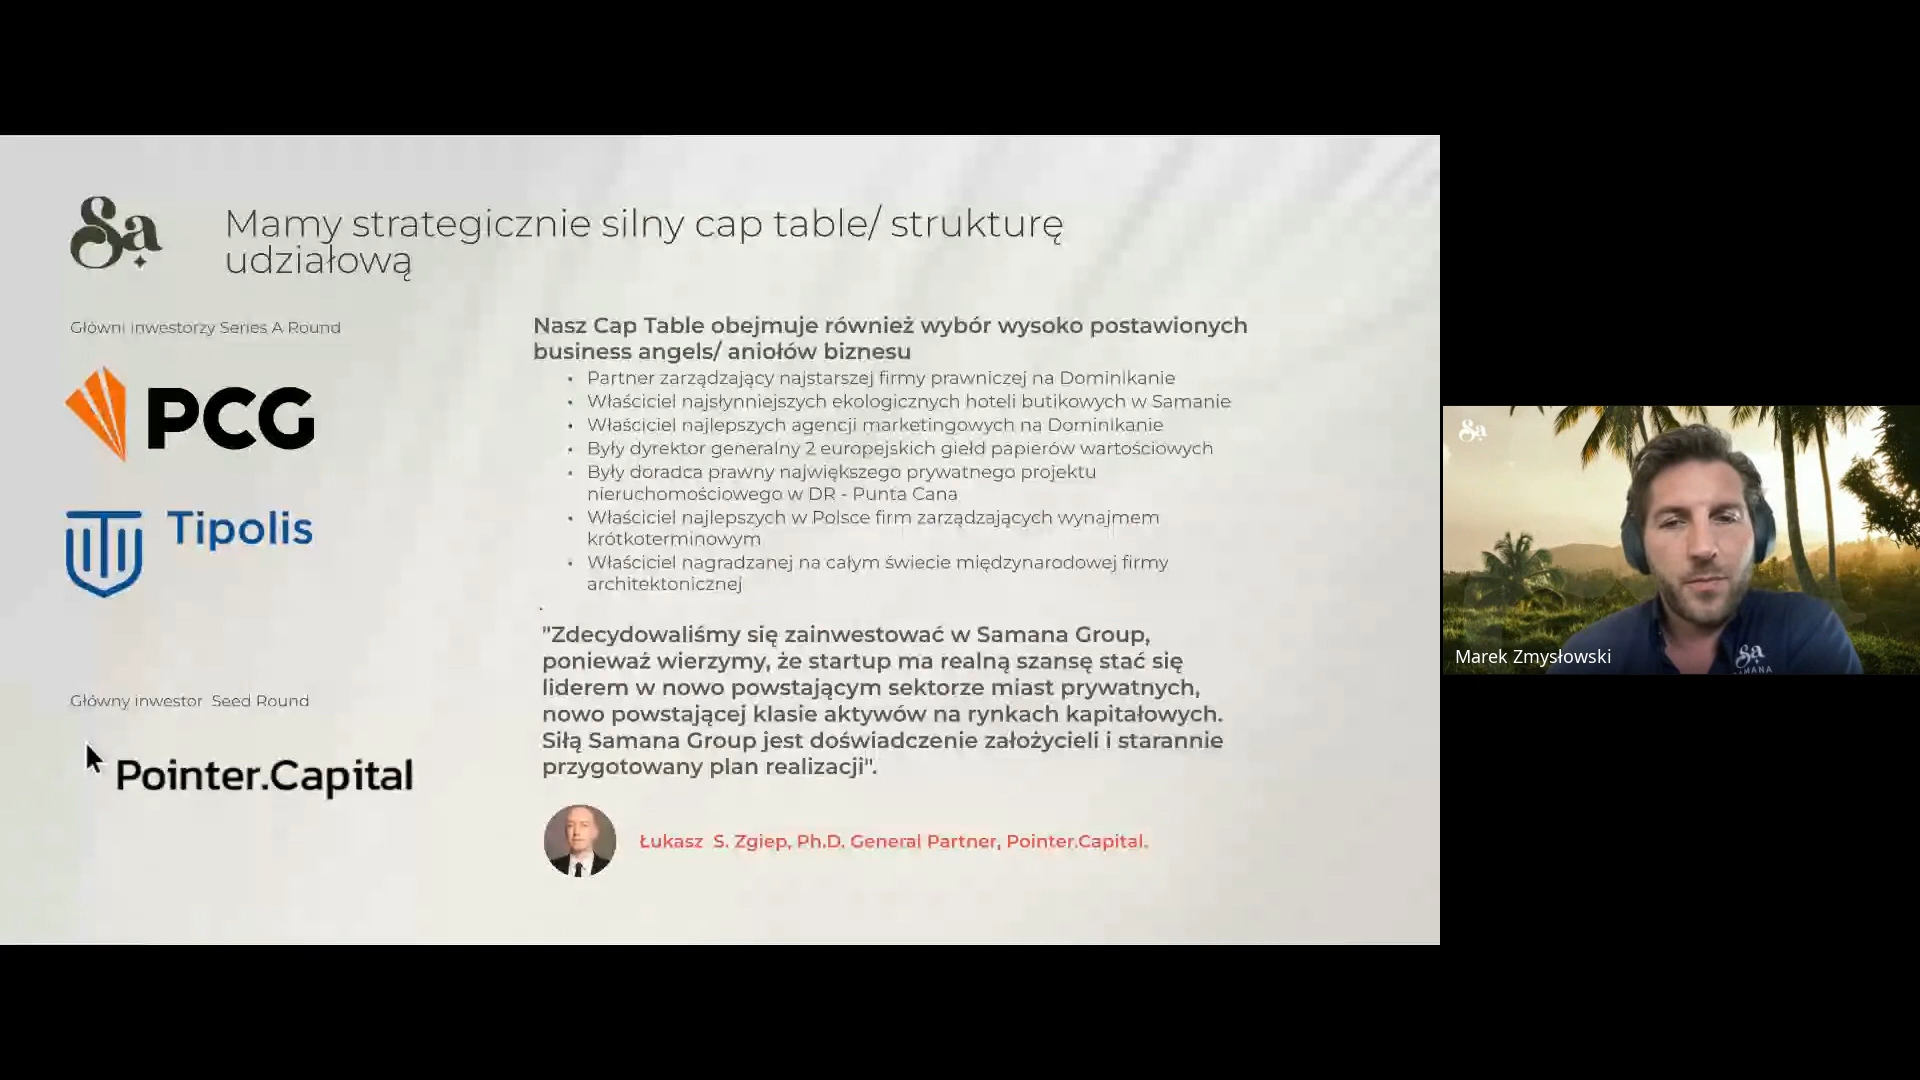 Sa
Mamy strategicznie silny cap table/ strukturę
udziałową
Główni inwestorzy Series A Round
PCG
Tipolis
Główny inwestor Seed Round
Pointer.Capital
Nasz Cap Table obejmuje również wybór wysoko postawionych
business angels/ aniołów biznesu
• Partner zarządzający najstarszej firmy prawniczej na Dominikanie
• Właściciel najsłynniejszych ekologicznych hoteli butikowych w Samanie
• Właściciel najlepszych agencji marketingowych na Dominikanie
• Były dyrektor generalny 2 europejskich giełd papierów wartościowych
• Były doradca prawny największego prywatnego projektu
nieruchomościowego w DR - Punta Cana
• Właściciel najlepszych w Polsce firm zarządzających wynajmem
krótkoterminowym
• Właściciel nagradzanej na całym świecie międzynarodowej firmy
architektonicznej
.
"Zdecydowaliśmy się zainwestować w Samana Group,
ponieważ wierzymy, że startup ma realną szansę stać się
liderem w nowo powstającym sektorze miast prywatnych,
nowo powstającej klasie aktywów na rynkach kapitałowych.
Siłą Samana Group jest doświadczenie założycieli i starannie
przygotowany plan realizacji".
Łukasz S. Zgiep, Ph.D. General Partner, Pointer.Capital.
Sa
Sa
Marek Zmysłowski